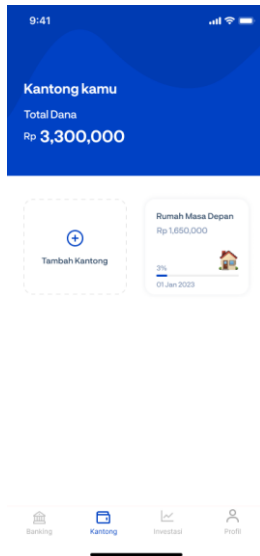 9:41
Kantong kamu
Total Dana
Rp 3,300,000
Tambah Kantong
Rumah Masa Depan
Rp 1,650,000
3%
01 Jan 2023
Banking
Kantong
Investasi
Profil